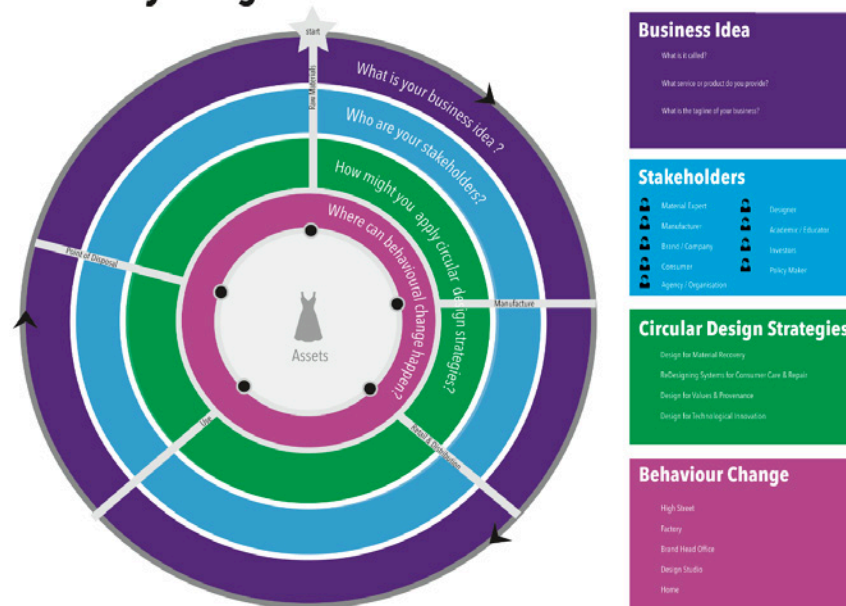 start
Raw Materials
What is your business idea ?
Who are your stakeholders?
How might you apply circular design strategies?
Where can behavioural change happen?
Point of Disposal
Manufacture
Assets
Use
Retail & Distribution
Business Idea
What is it called?
What service or product do you provide?
What is the tagline of your business?
Stakeholders
Material Expert
Manufacturer
Brand / Company
Consumer
Agency / Organisation
Designer
Academic / Educator
Investors
Policy Maker
Circular Design Strategies
Design for Material Recovery
ReDesigning Systems for Consumer Care & Repair
Design for Values & Provenance
Design for Technological Innovation
Behaviour Change
High Street
Factory
Brand Head Office
Design Studio
Home